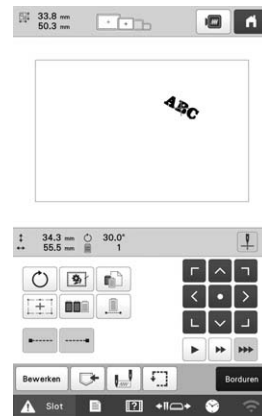 33.8 mm
50.3 mm
ABC
34.3 mm 30.0°
55.5 mm 1
Bewerken
Borduren
Slot